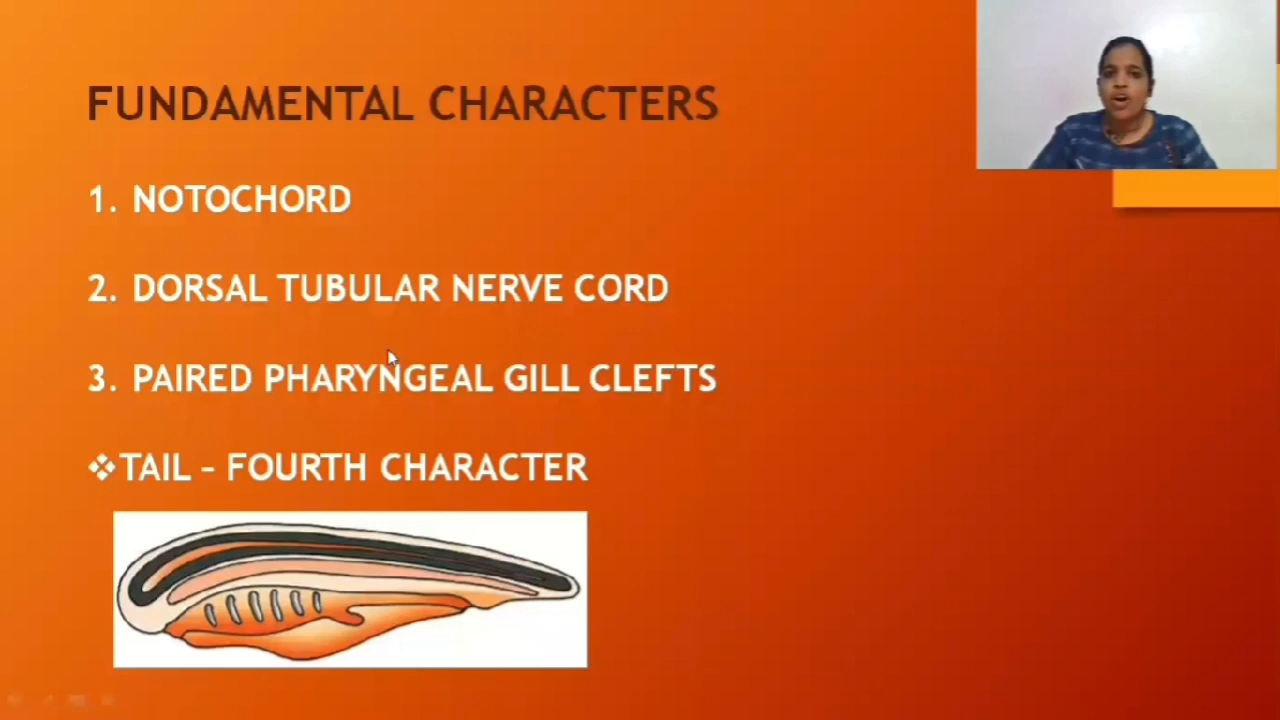 FUNDAMENTAL CHARACTERS
1. NOTOCHORD
2. DORSAL TUBULAR NERVE CORD
3. PAIRED PHARYNGEAL GILL CLEFTS
❖TAIL – FOURTH CHARACTER